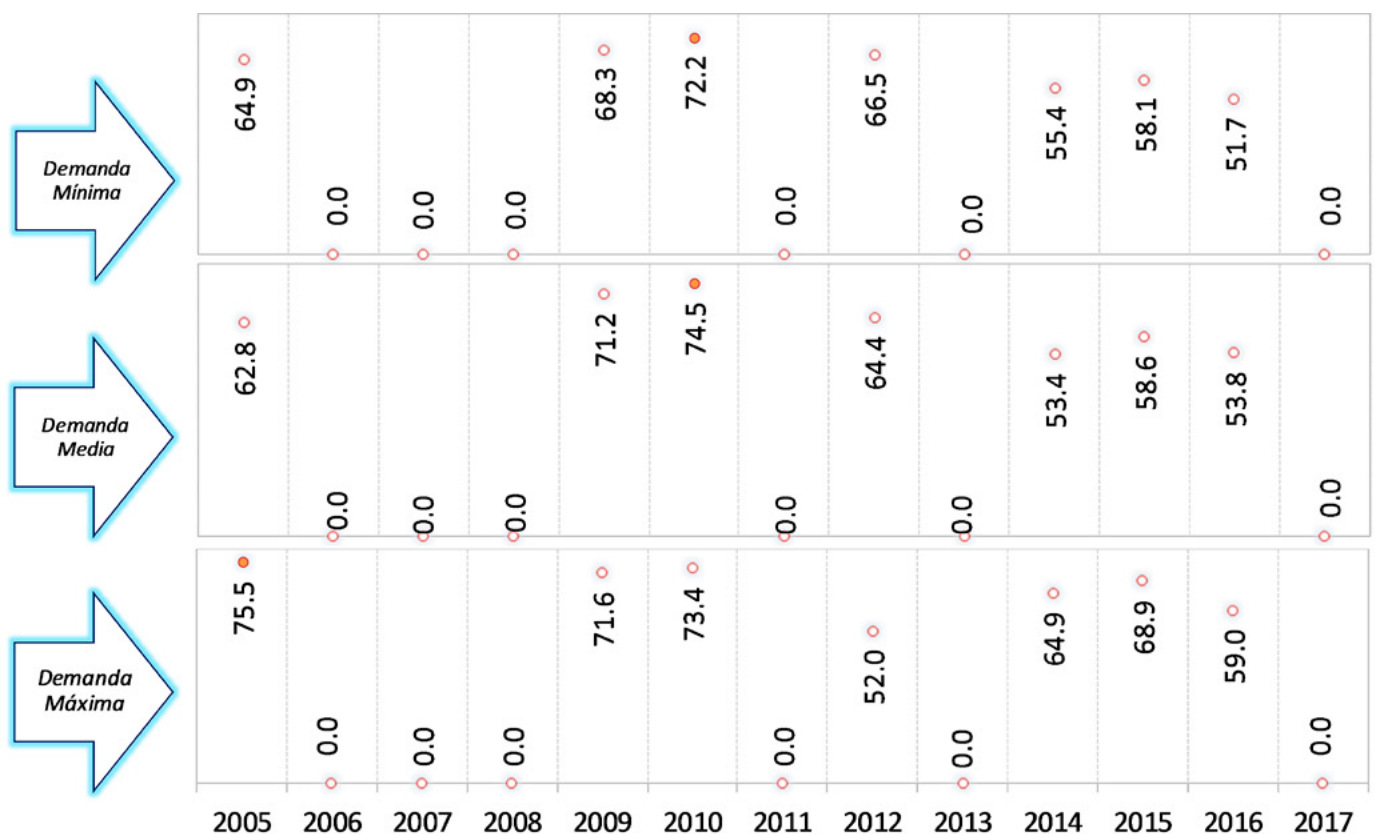 Demanda
Mínima
64.9 0.0 0.0 0.0 68.3 72.2 0.0 66.5 0.0 55.4 58.1 51.7 0.0
Demanda
Media
62.8 0.0 0.0 0.0 71.2 74.5 0.0 64.4 0.0 53.4 58.6 53.8 0.0
Demanda
Máxima
75.5 0.0 0.0 0.0 71.6 73.4 0.0 52.0 0.0 64.9 68.9 59.0 0.0
2005 2006 2007 2008 2009 2010 2011 2012 2013 2014 2015 2016 2017